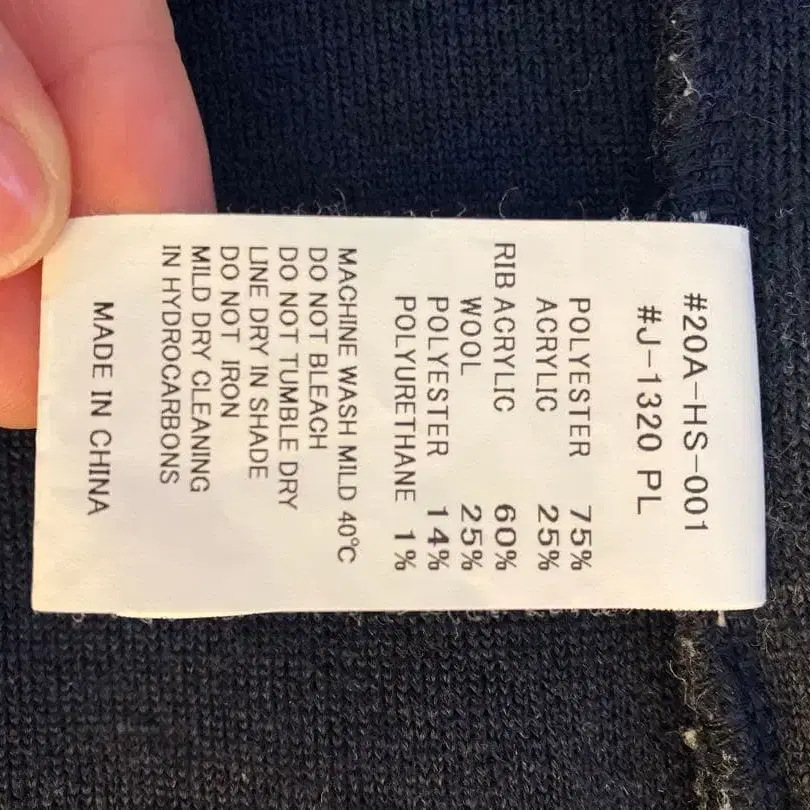 #20A-HS-001
#J-1320 PL
POLYESTER 75%
ACRYLIC 25%
RIB ACRYLIC 60%
WOOL 25%
POLYESTER 14%
POLYURETHANE 1%
MACHINE WASH MILD 40℃
DO NOT BLEACH
DO NOT TUMBLE DRY
LINE DRY IN SHADE
DO NOT IRON
MILD DRY CLEANING
IN HYDROCARBONS
MADE IN CHINA